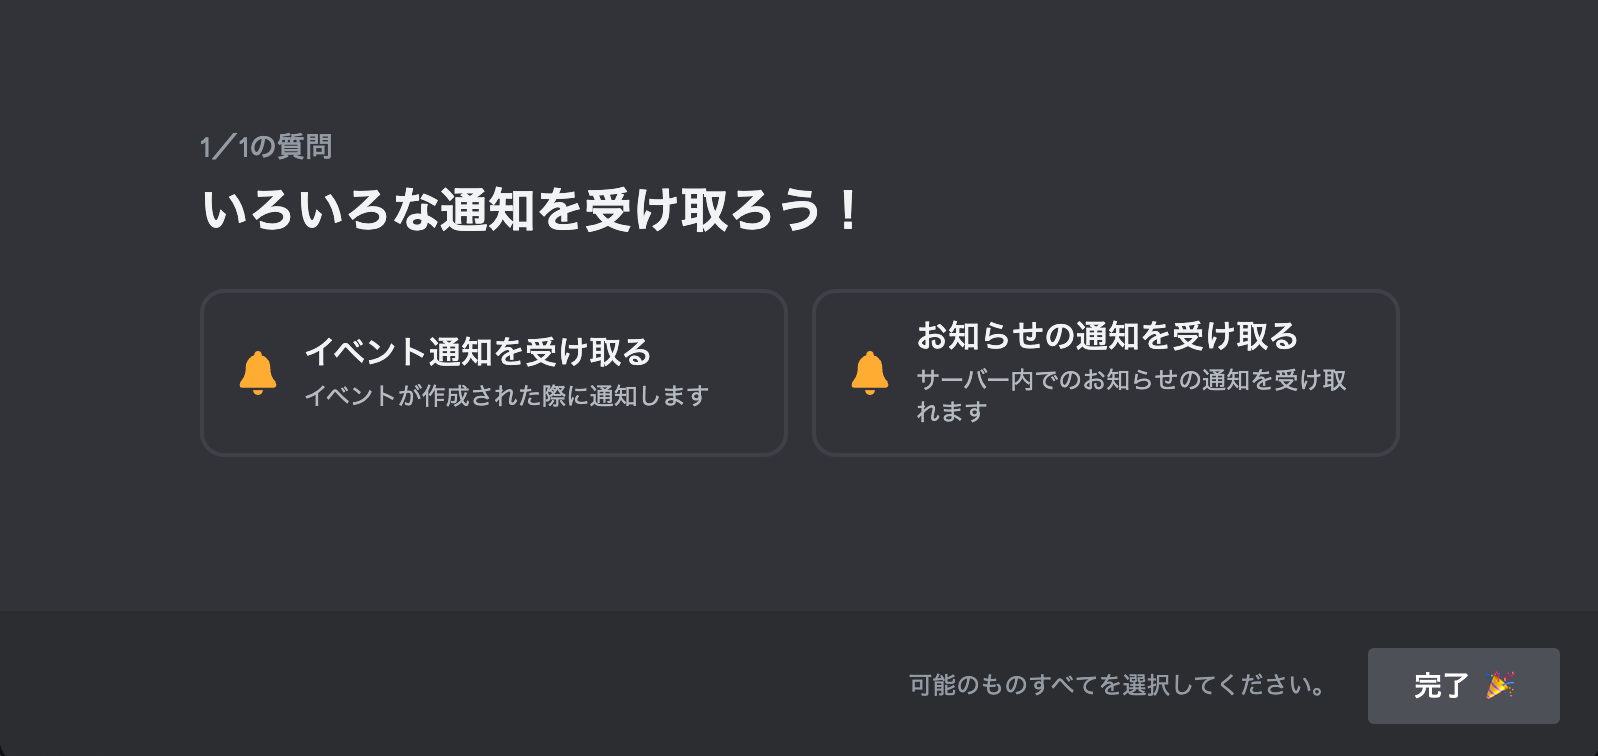 1／1の質問
いろいろな通知を受け取ろう！
イベント通知を受け取る
イベントが作成された際に通知します
お知らせの通知を受け取る
サーバー内でのお知らせの通知を受け取
れます
可能のものすべてを選択してください。
完了 🎉